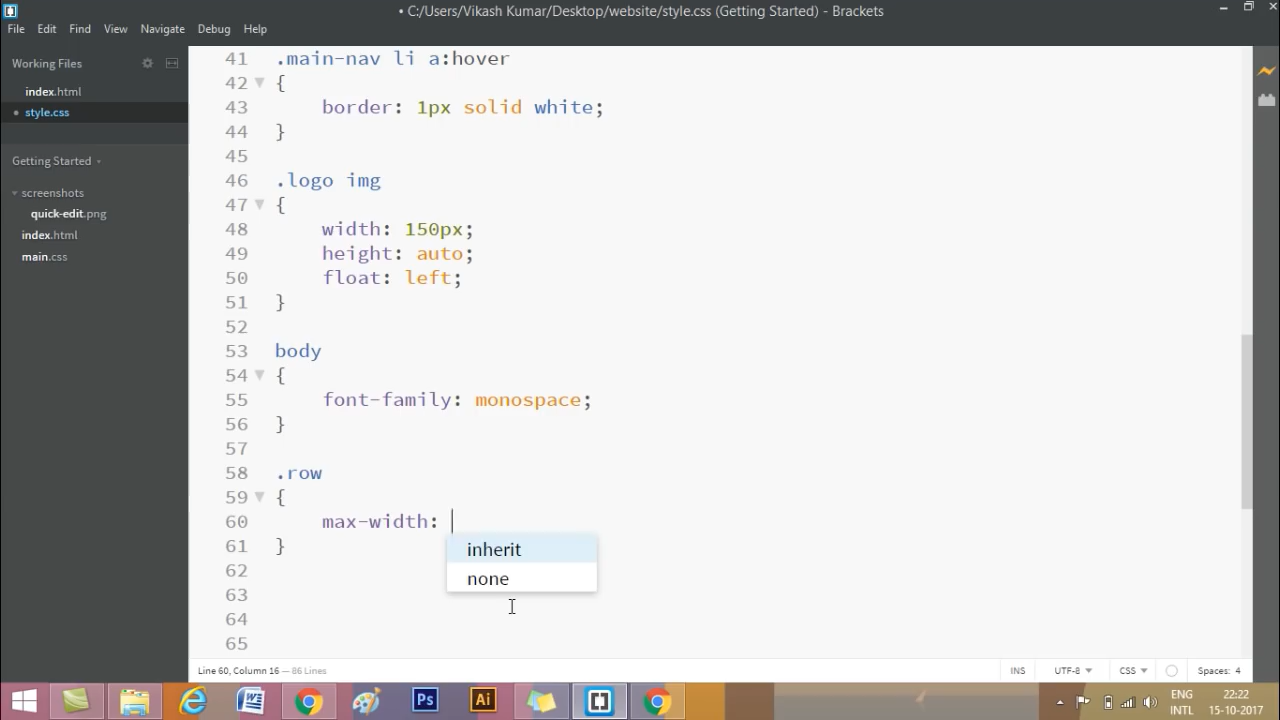 • C:/Users/Vikash Kumar/Desktop/website/style.css (Getting Started) - Brackets
File Edit Find View Navigate Debug Help
Working Files
index.html
• style.css
Getting Started
screenshots
quick-edit.png
index.html
main.css
41 .main-nav li a:hover
42 {
43 border: 1px solid white;
44 }
45
46 .logo img
47 {
48 width: 150px;
49 height: auto;
50 float: left;
51 }
52
53 body
54 {
55 font-family: monospace;
56 }
57
58 .row
59 {
60 max-width:
inherit
61 }
none
62
63
64
65
Line 60, Column 16 — 86 Lines INS UTF-8 CSS Spaces: 4
Ps Ai ENG 22:22
INTL 15-10-2017